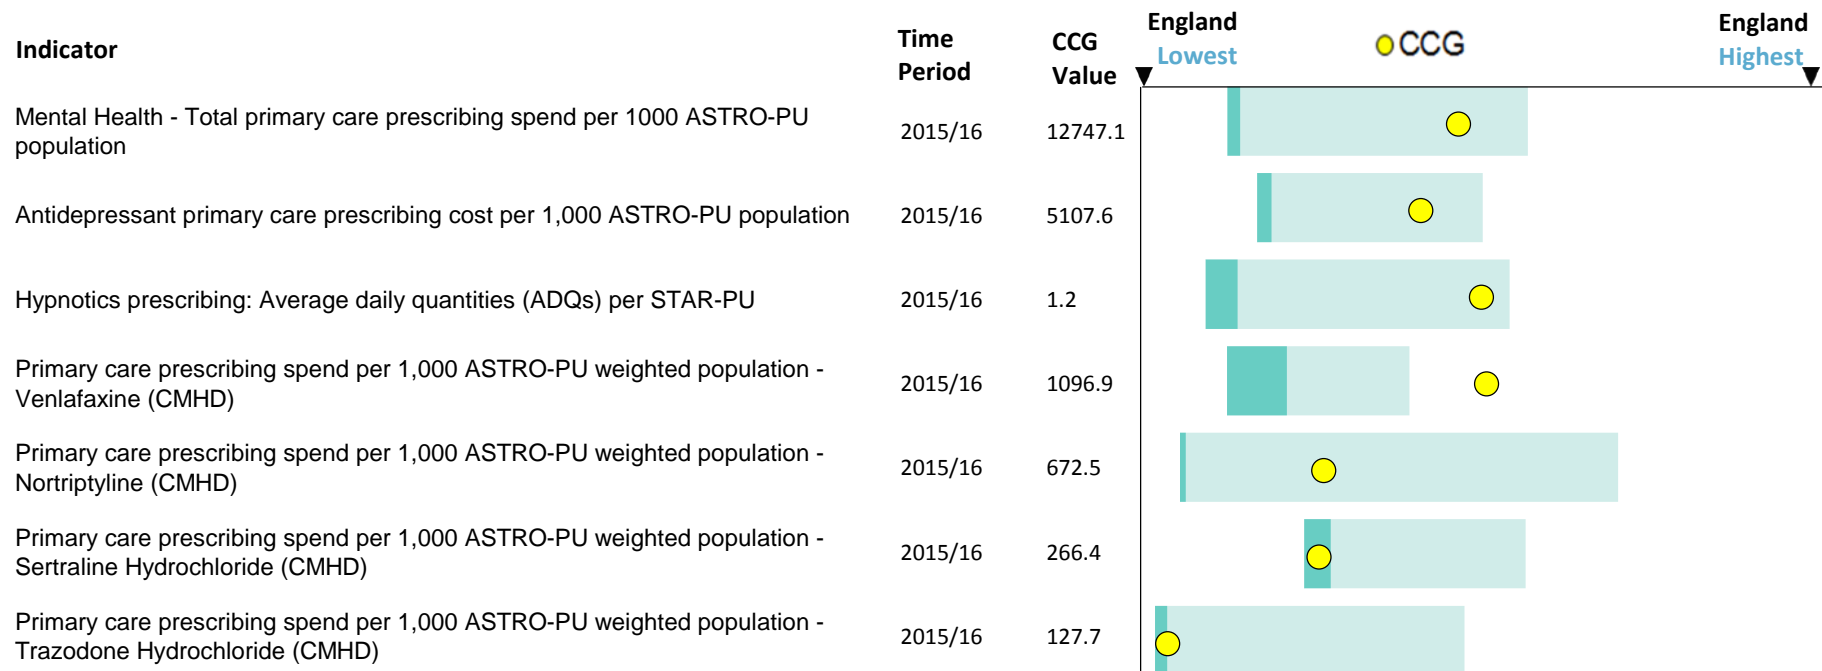 Indicator
Time
Period
CCG
Value
England
Lowest
CCG
England
Highest
Mental Health - Total primary care prescribing spend per 1000 ASTRO-PU
population
2015/16
12747.1
Antidepressant primary care prescribing cost per 1,000 ASTRO-PU population
2015/16
5107.6
Hypnotics prescribing: Average daily quantities (ADQs) per STAR-PU
2015/16
1.2
Primary care prescribing spend per 1,000 ASTRO-PU weighted population -
Venlafaxine (CMHD)
2015/16
1096.9
Primary care prescribing spend per 1,000 ASTRO-PU weighted population -
Nortriptyline (CMHD)
2015/16
672.5
Primary care prescribing spend per 1,000 ASTRO-PU weighted population -
Sertraline Hydrochloride (CMHD)
2015/16
266.4
Primary care prescribing spend per 1,000 ASTRO-PU weighted population -
Trazodone Hydrochloride (CMHD)
2015/16
127.7